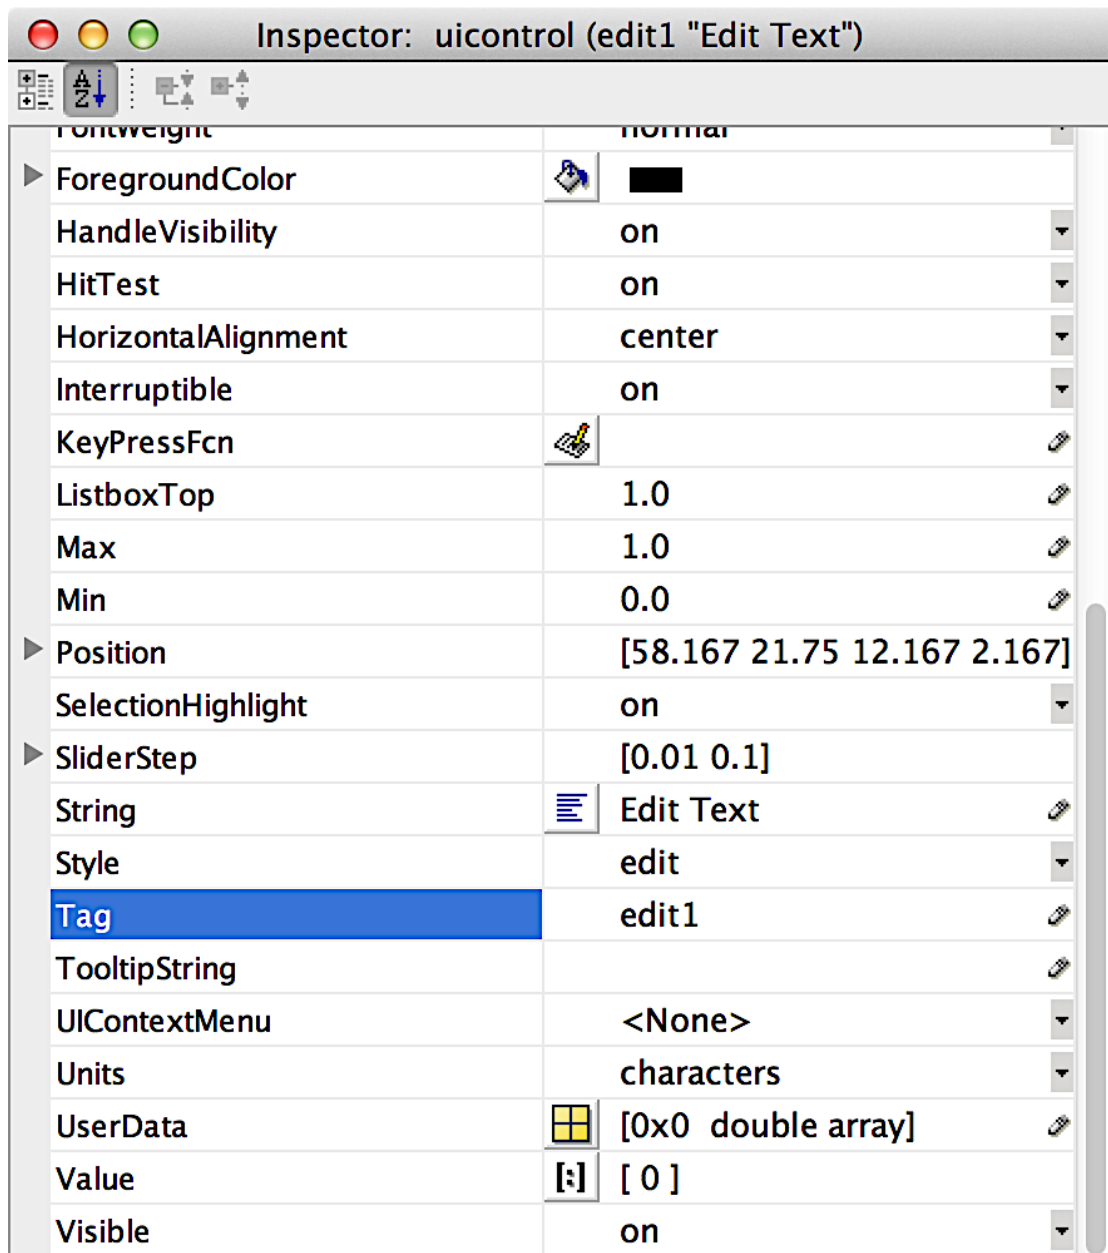 Inspector:  uicontrol (edit1 "Edit Text")
FontWeight normal
ForegroundColor
HandleVisibility on
HitTest on
HorizontalAlignment center
Interruptible on
KeyPressFcn
ListboxTop 1.0
Max 1.0
Min 0.0
Position [58.167 21.75 12.167 2.167]
SelectionHighlight on
SliderStep [0.01 0.1]
String Edit Text
Style edit
Tag edit1
TooltipString
UIContextMenu <None>
Units characters
UserData [0x0  double array]
Value [ 0 ]
Visible on